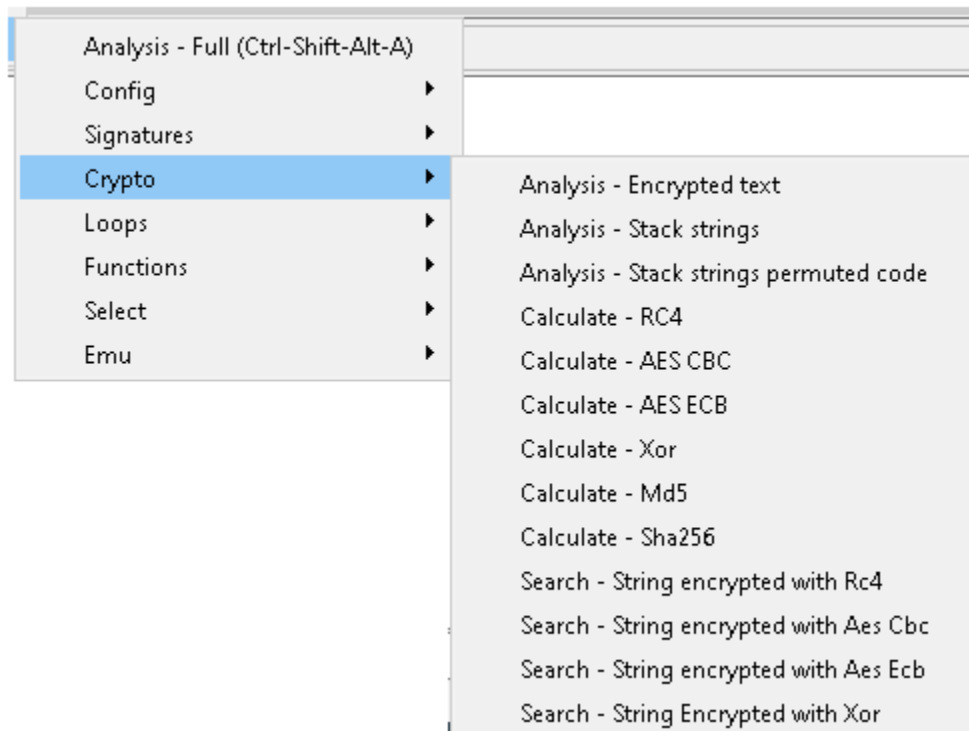 Analysis - Full (Ctrl-Shift-Alt-A)
Config
Signatures
Crypto
Loops
Functions
Select
Emu
Analysis - Encrypted text
Analysis - Stack strings
Analysis - Stack strings permuted code
Calculate - RC4
Calculate - AES CBC
Calculate - AES ECB
Calculate - Xor
Calculate - Md5
Calculate - Sha256
Search - String encrypted with Rc4
Search - String encrypted with Aes Cbc
Search - String encrypted with Aes Ecb
Search - String Encrypted with Xor